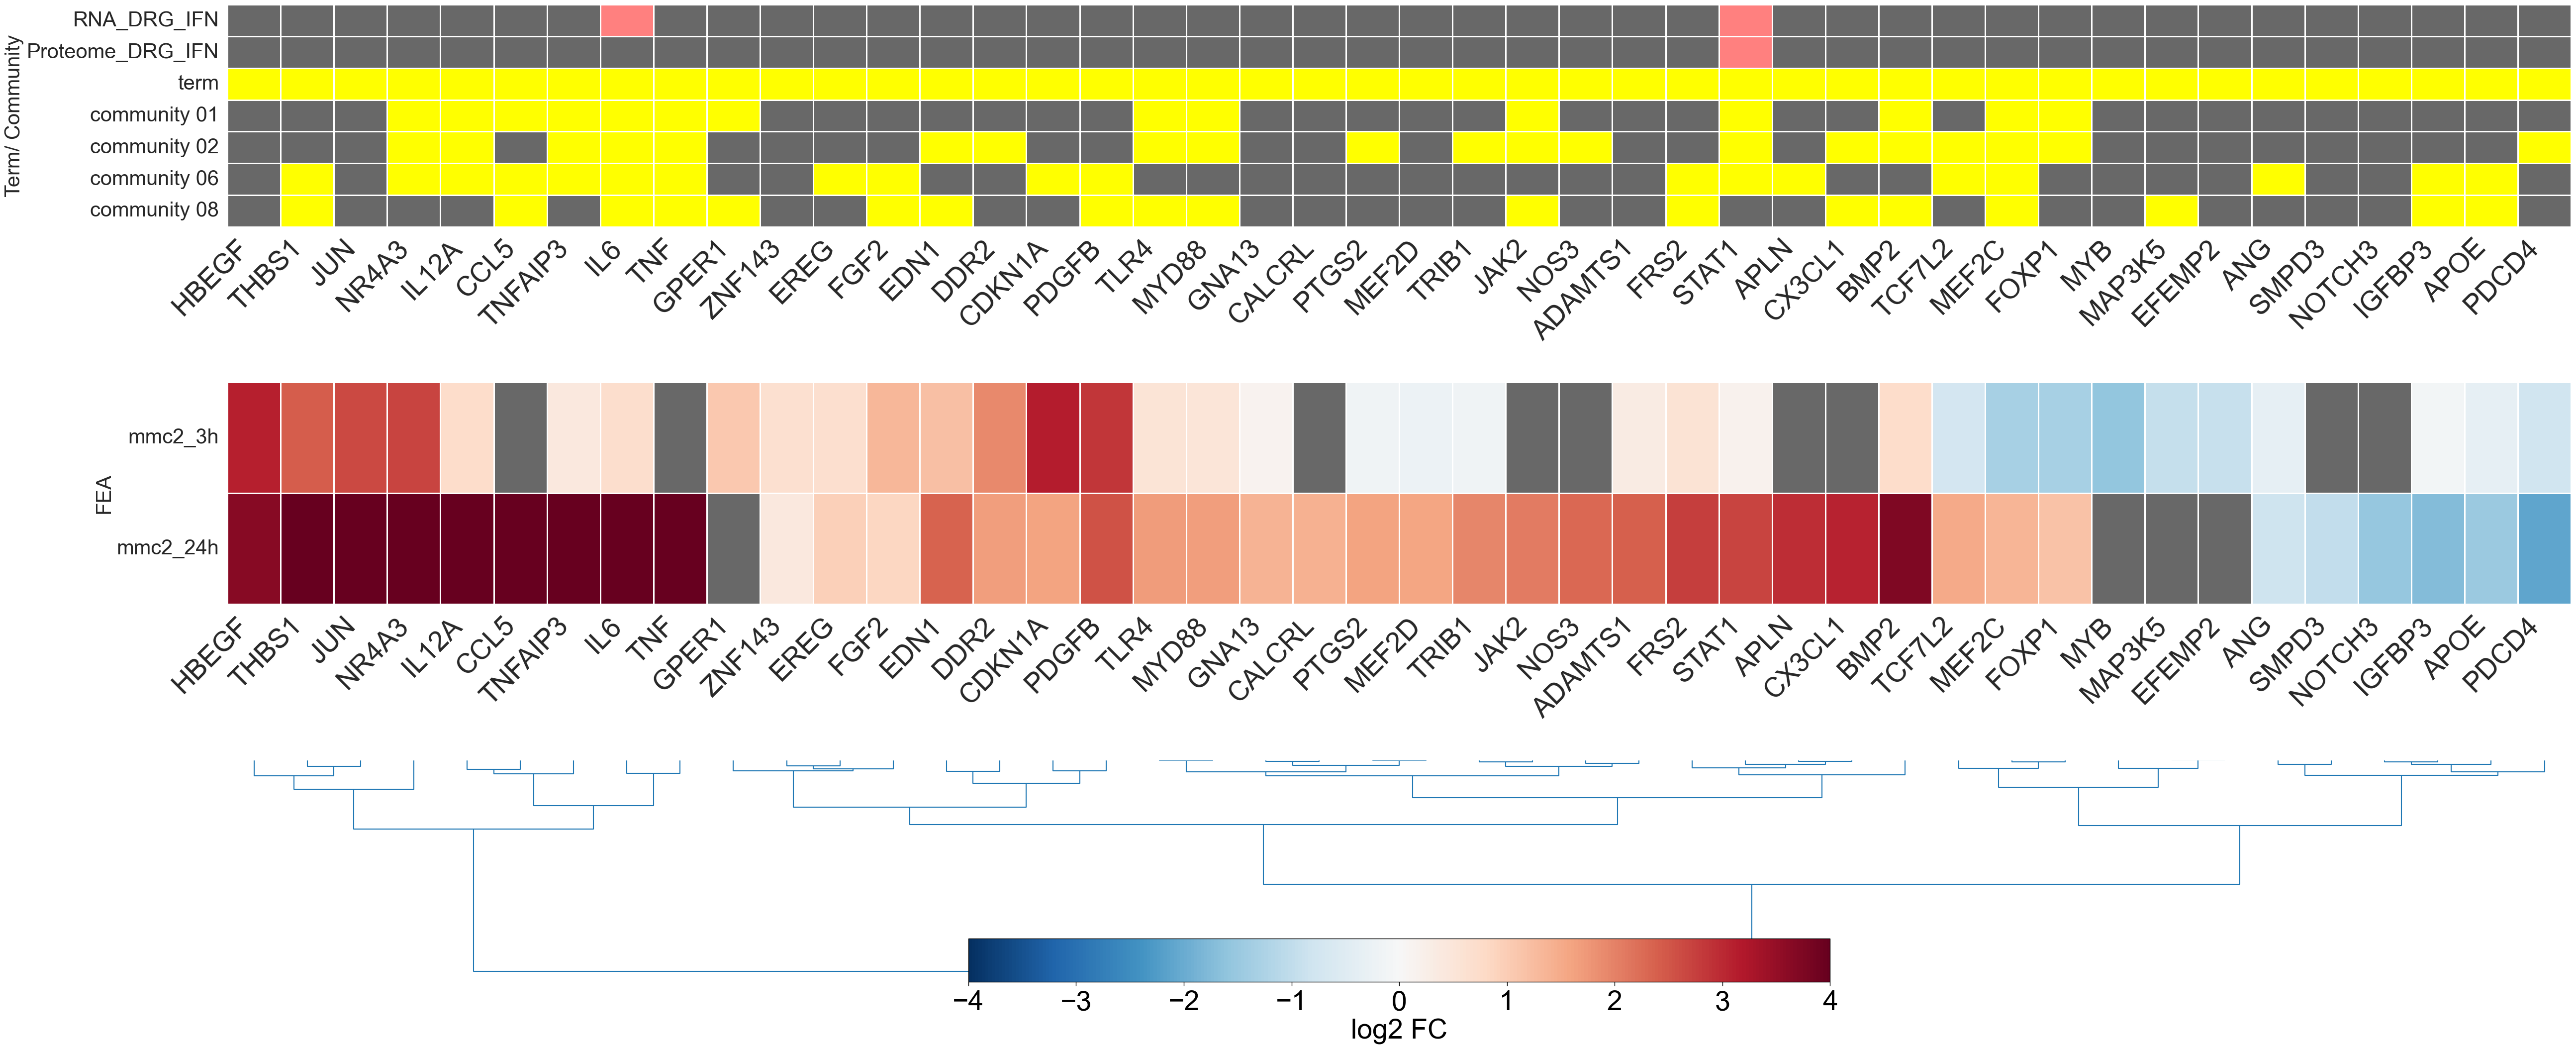 Term/ Community
RNA_DRG_IFN
Proteome_DRG_IFN
term
community 01
community 02
community 06
community 08
HBEGF THBS1 JUN NR4A3 IL12A CCL5 TNFAIP3 IL6 TNF GPER1 ZNF143 EREG FGF2 EDN1 DDR2 CDKN1A PDGFB TLR4 MYD88 GNA13 CALCRL PTGS2 MEF2D TRIB1 JAK2 NOS3 ADAMTS1 FRS2 STAT1 APLN CX3CL1 BMP2 TCF7L2 MEF2C FOXP1 MYB MAP3K5 EFEMP2 ANG SMPD3 NOTCH3 IGFBP3 APOE PDCD4
FEA
mmc2_3h
mmc2_24h
HBEGF THBS1 JUN NR4A3 IL12A CCL5 TNFAIP3 IL6 TNF GPER1 ZNF143 EREG FGF2 EDN1 DDR2 CDKN1A PDGFB TLR4 MYD88 GNA13 CALCRL PTGS2 MEF2D TRIB1 JAK2 NOS3 ADAMTS1 FRS2 STAT1 APLN CX3CL1 BMP2 TCF7L2 MEF2C FOXP1 MYB MAP3K5 EFEMP2 ANG SMPD3 NOTCH3 IGFBP3 APOE PDCD4
−4 −3 −2 −1 0 1 2 3 4
log2 FC